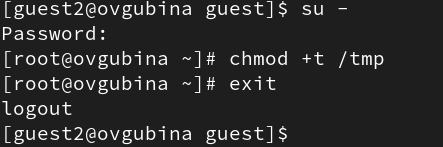 [guest2@ovgubina guest]$ su -
Password:
[root@ovgubina ~]# chmod +t /tmp
[root@ovgubina ~]# exit
logout
[guest2@ovgubina guest]$